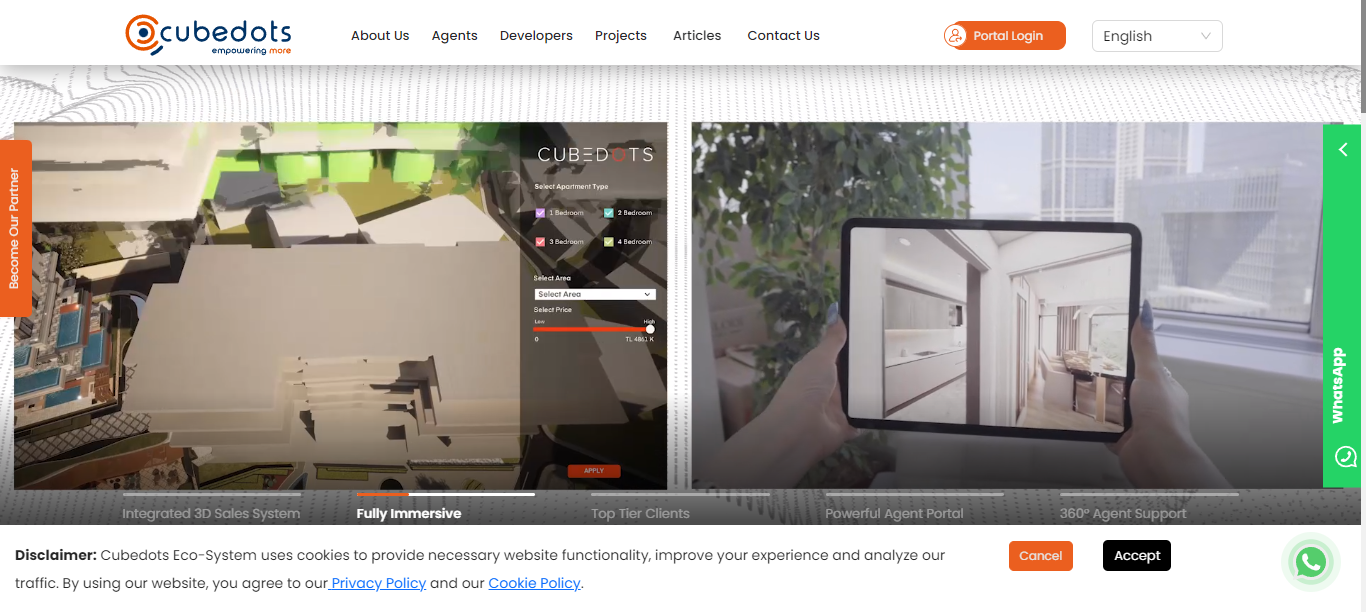 cubedots
empowering more
About Us
Agents
Developers
Projects
Articles
Contact Us
Portal Login
English
Become Our Partner
CUBEDOTS
Select Apartment Type
1 Bedroom
2 Bedroom
3 Bedroom
4 Bedroom
Select Area
Select Area
Select Price
Low
High
0
TL 4861 K
APPLY
WhatsApp
Integrated 3D Sales System
Fully Immersive
Top Tier Clients
Powerful Agent Portal
360° Agent Support
Disclaimer: Cubedots Eco-System uses cookies to provide necessary website functionality, improve your experience and analyze our
traffic. By using our website, you agree to our Privacy Policy and our Cookie Policy.
Cancel
Accept